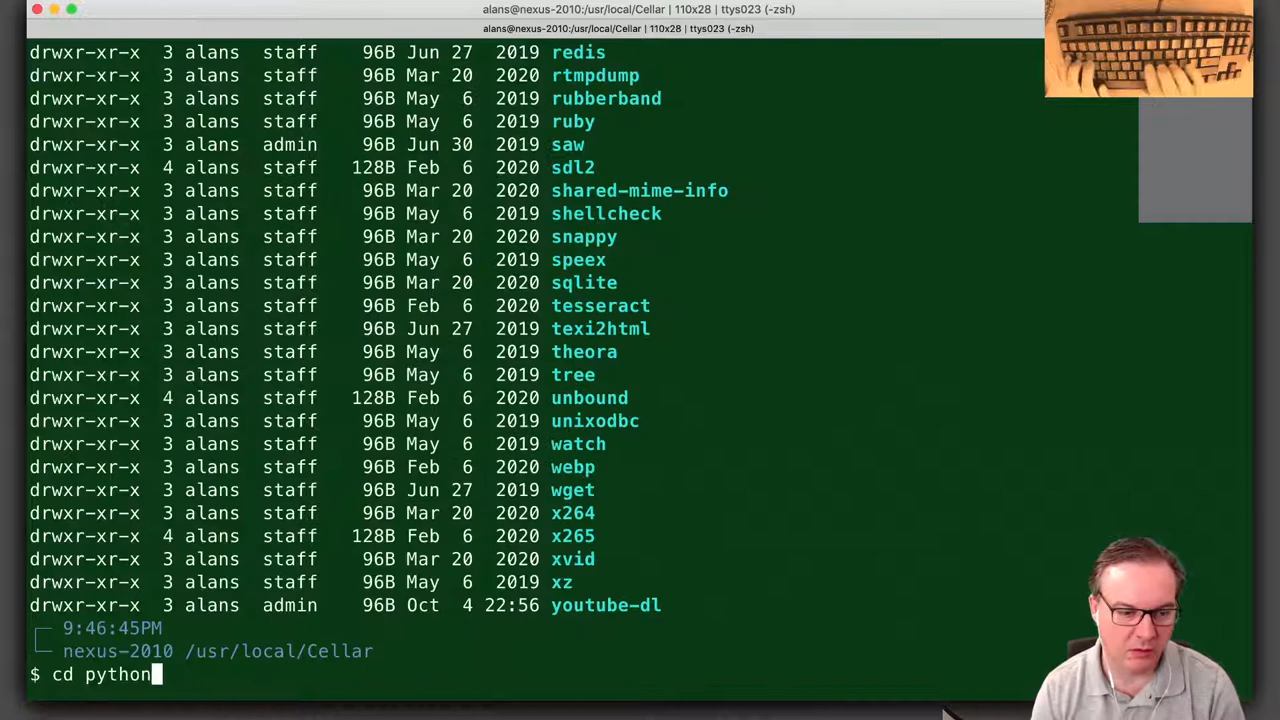 alans@nexus-2010:/usr/local/Cellar | 110x28 | ttys023 (-zsh)
alans@nexus-2010:/usr/local/Cellar | 110x28 | ttys023 (-zsh)
drwxr-xr-x 3 alans staff 96B Jun 27 2019 redis
drwxr-xr-x 3 alans staff 96B Mar 20 2020 rtmpdump
drwxr-xr-x 3 alans staff 96B May 6 2019 rubberband
drwxr-xr-x 3 alans staff 96B May 6 2019 ruby
drwxr-xr-x 3 alans admin 96B Jun 30 2019 saw
drwxr-xr-x 4 alans staff 128B Feb 6 2020 sdl2
drwxr-xr-x 3 alans staff 96B Mar 20 2020 shared-mime-info
drwxr-xr-x 3 alans staff 96B May 6 2019 shellcheck
drwxr-xr-x 3 alans staff 96B Mar 20 2020 snappy
drwxr-xr-x 3 alans staff 96B May 6 2019 speex
drwxr-xr-x 3 alans staff 96B Mar 20 2020 sqlite
drwxr-xr-x 3 alans staff 96B Feb 6 2020 tesseract
drwxr-xr-x 3 alans staff 96B Jun 27 2019 texi2html
drwxr-xr-x 3 alans staff 96B May 6 2019 theora
drwxr-xr-x 3 alans staff 96B May 6 2019 tree
drwxr-xr-x 4 alans staff 128B Feb 6 2020 unbound
drwxr-xr-x 3 alans staff 96B May 6 2019 unixodbc
drwxr-xr-x 3 alans staff 96B May 6 2019 watch
drwxr-xr-x 3 alans staff 96B Feb 6 2020 webp
drwxr-xr-x 3 alans staff 96B Jun 27 2019 wget
drwxr-xr-x 3 alans staff 96B Mar 20 2020 x264
drwxr-xr-x 4 alans staff 128B Feb 6 2020 x265
drwxr-xr-x 3 alans staff 96B Mar 20 2020 xvid
drwxr-xr-x 3 alans staff 96B May 6 2019 xz
drwxr-xr-x 3 alans admin 96B Oct 4 22:56 youtube-dl
9:46:45PM
nexus-2010 /usr/local/Cellar
$ cd python